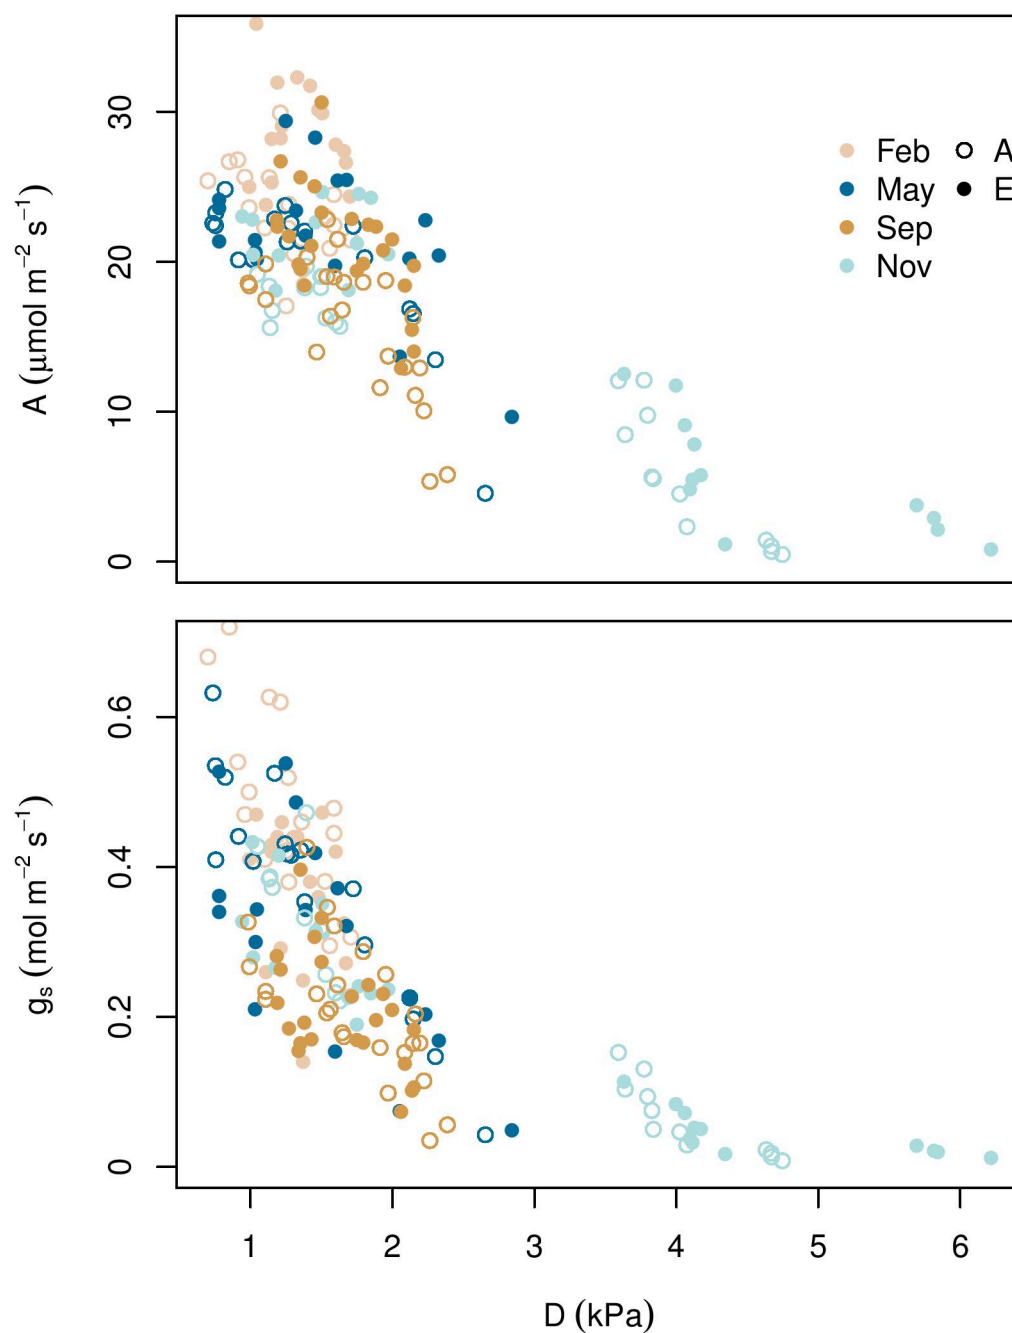 30
20
10
0
A (μmol m⁻² s⁻¹)
Feb A
May E
Sep
Nov
0.6
0.4
0.2
0
gₛ (mol m⁻² s⁻¹)
1 2 3 4 5 6
D (kPa)